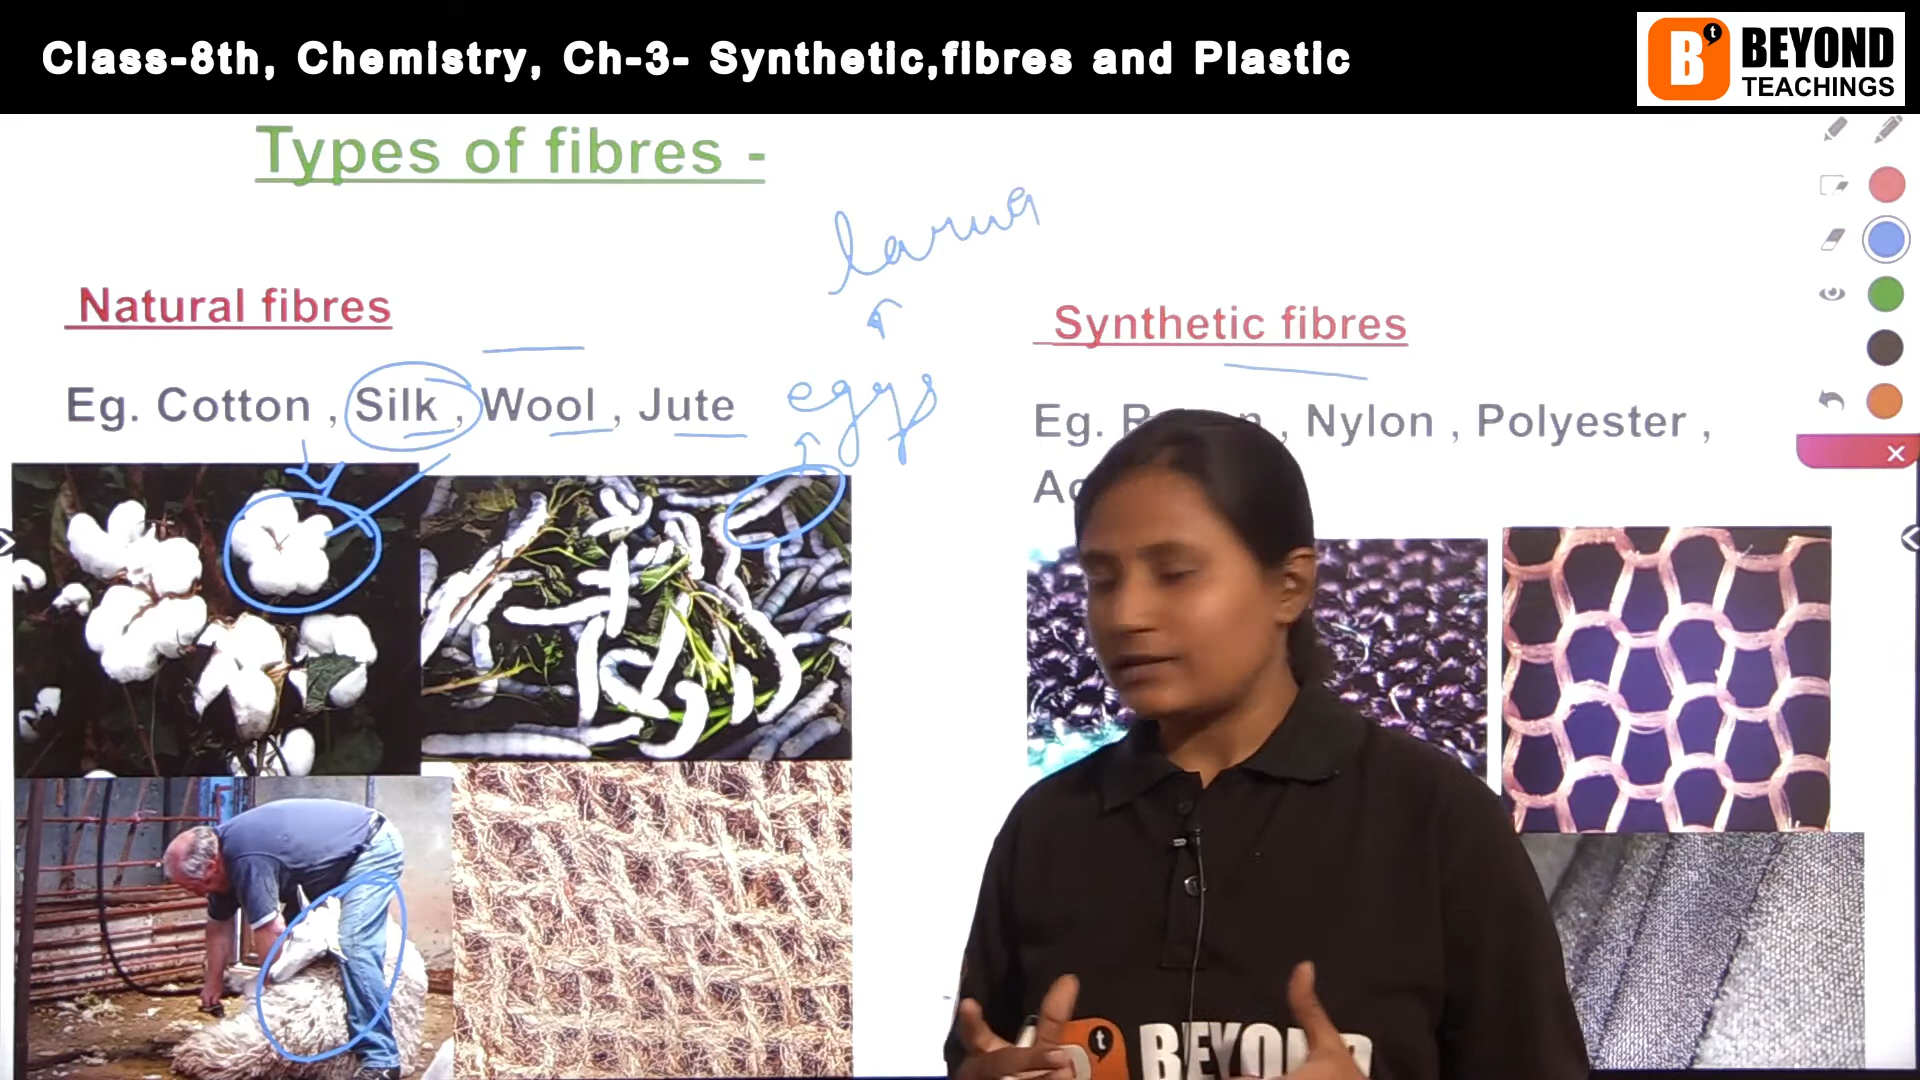 Class-8th, Chemistry, Ch-3- Synthetic,fibres and Plastic
BEYOND
TEACHINGS
Types of fibres -
larva
Natural fibres
Synthetic fibres
Eg. Cotton , Silk , Wool , Jute
eggs
Eg. , Nylon , Polyester ,
BEYON